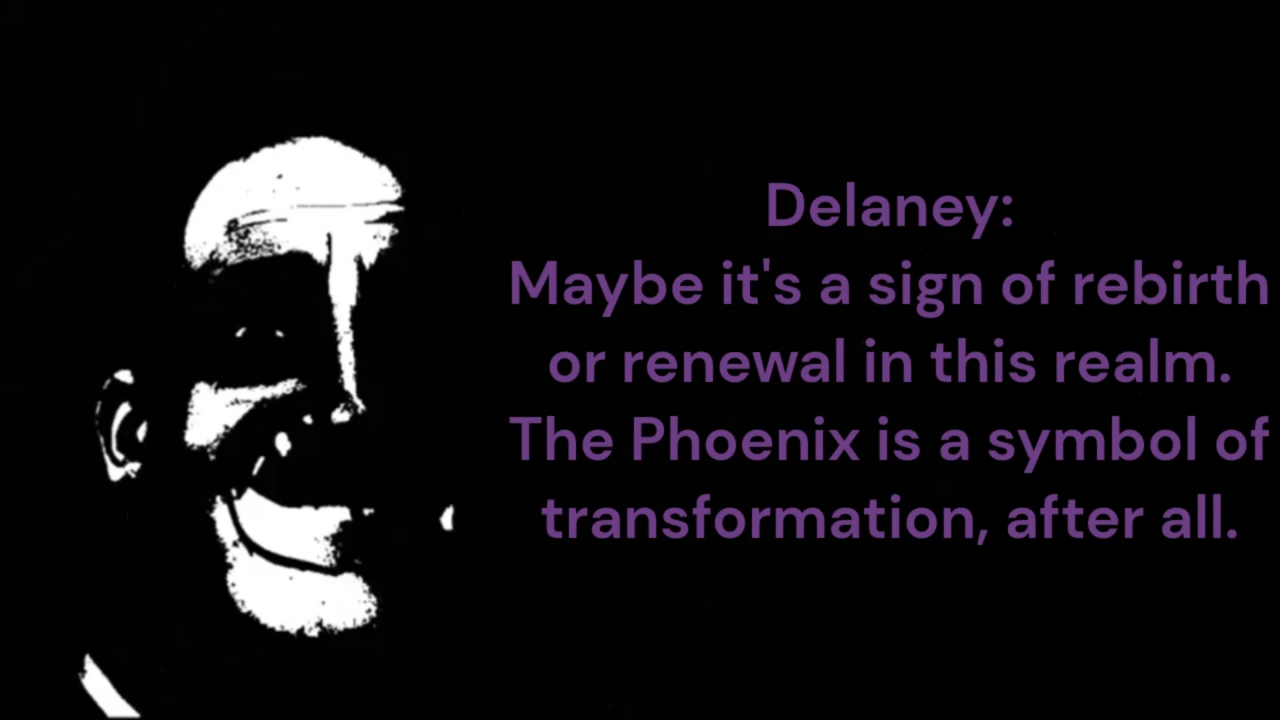 Delaney:
Maybe it's a sign of rebirth
or renewal in this realm.
The Phoenix is a symbol of
transformation, after all.